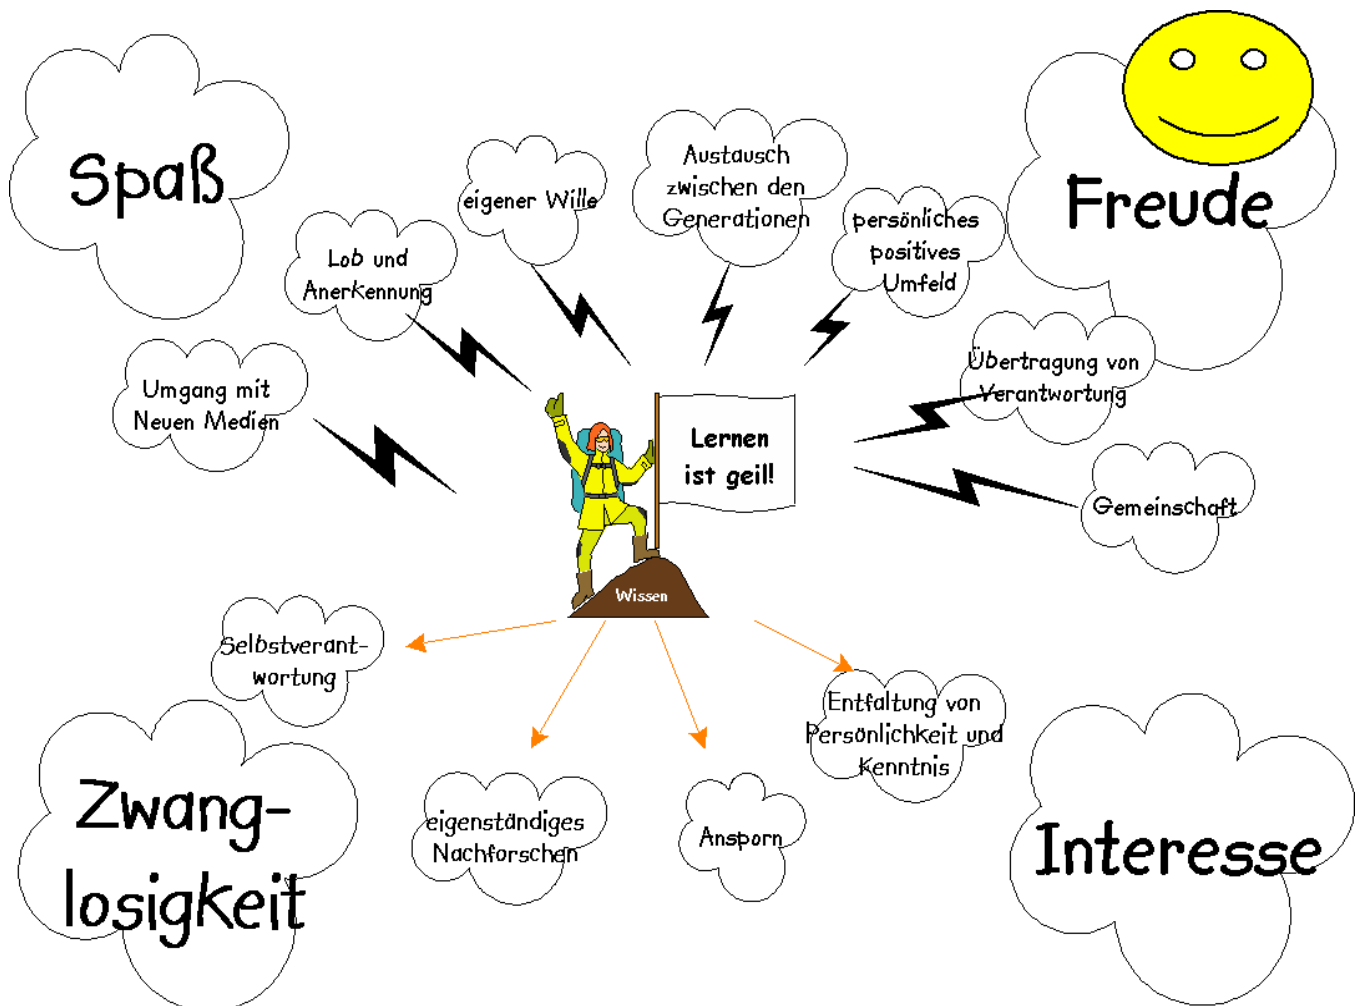 Spaß
Freude
eigener Wille
Austausch
zwischen den
Generationen
persönliches
positives
Umfeld
Lob und
Anerkennung
Übertragung von
Verantwortung
Umgang mit
Neuen Medien
Lernen
ist geil!
Gemeinschaft
Wissen
Selbstverant-
wortung
Entfaltung von
Persönlichkeit und
Kenntnis
eigenständiges
Nachforschen
Ansporn
Zwang-
losigkeit
Interesse